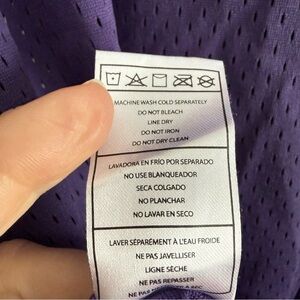 MACHINE WASH COLD SEPARATELY
DO NOT BLEACH
LINE DRY
DO NOT IRON
DO NOT DRY CLEAN
LAVADORA EN FRÍO POR SEPARADO
NO USE BLANQUEADOR
SECA COLGADO
NO PLANCHAR
NO LAVAR EN SECO
LAVER SÉPARÉMENT À L'EAU FROIDE
NE PAS JAVELLISER
LIGNE SÈCHE
NE PAS REPASSER